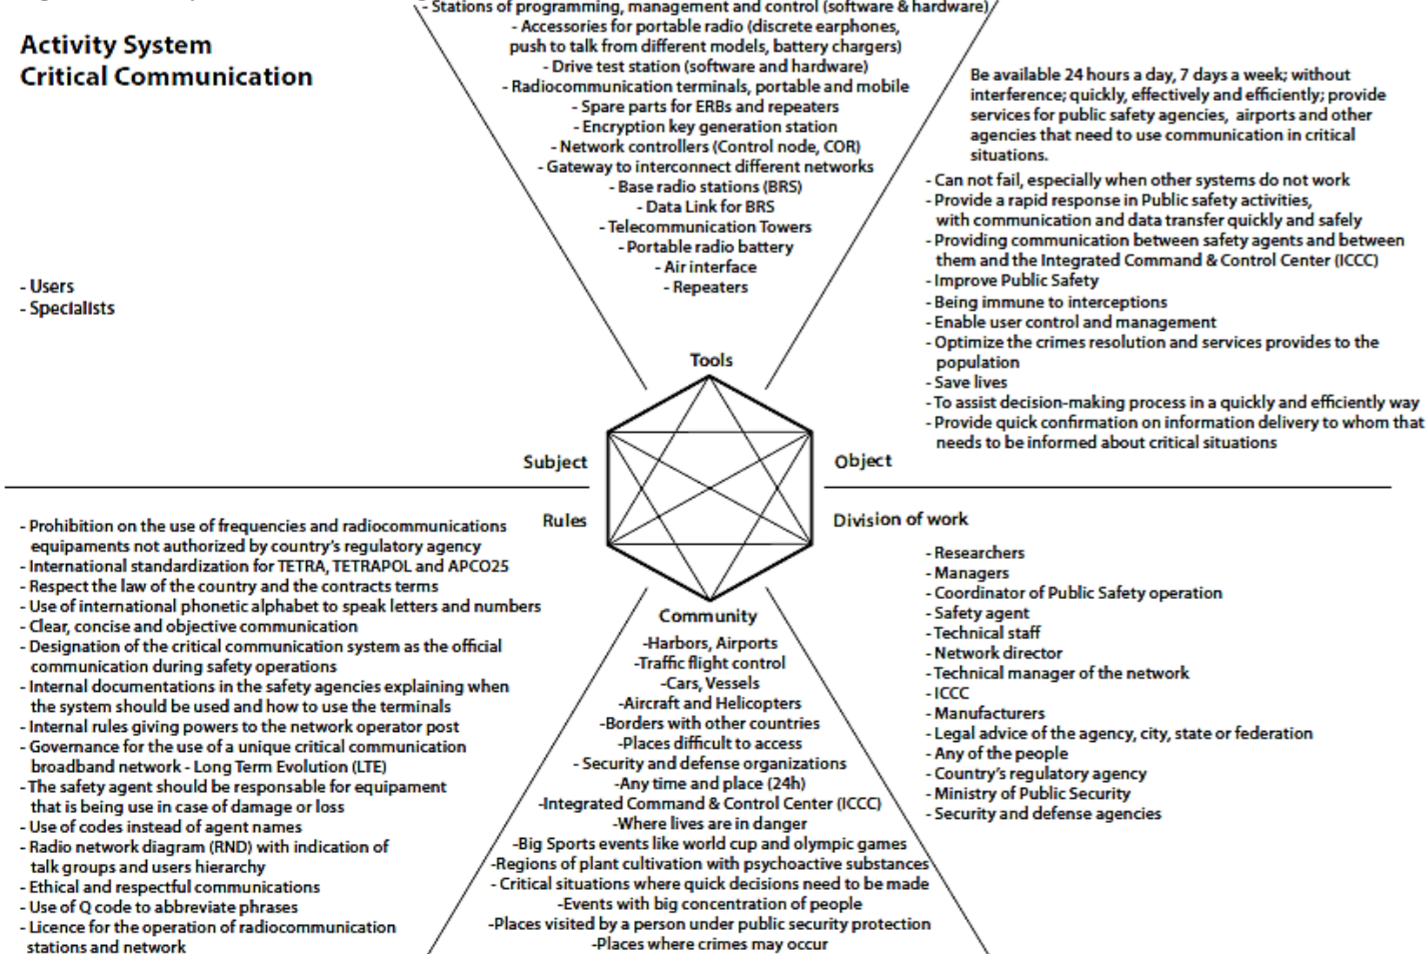 - Stations of programming, management and control (software & hardware)
Activity System
Critical Communication
- Accessories for portable radio (discrete earphones,
push to talk from different models, battery chargers)
- Drive test station (software and hardware)
- Radiocommunication terminals, portable and mobile
- Spare parts for ERBs and repeaters
- Encryption key generation station
- Network controllers (Control node, COR)
- Gateway to interconnect different networks
- Base radio stations (BRS)
- Data Link for BRS
- Telecommunication Towers
- Portable radio battery
- Air interface
- Repeaters
Tools
Be available 24 hours a day, 7 days a week; without
interference; quickly, effectively and efficiently; provide
services for public safety agencies, airports and other
agencies that need to use communication in critical
situations.
- Can not fail, especially when other systems do not work
- Provide a rapid response in Public safety activities,
with communication and data transfer quickly and safely
- Providing communication between safety agents and between
them and the Integrated Command & Control Center (ICCC)
- Improve Public Safety
- Being immune to interceptions
- Enable user control and management
- Optimize the crimes resolution and services provides to the
population
- Save lives
- To assist decision-making process in a quickly and efficiently way
- Provide quick confirmation on information delivery to whom that
needs to be informed about critical situations
- Users
- Specialists
Subject
Object
Rules
Division of work
- Prohibition on the use of frequencies and radiocommunications
equipaments not authorized by country's regulatory agency
- International standardization for TETRA, TETRAPOL and APCO25
- Respect the law of the country and the contracts terms
- Use of international phonetic alphabet to speak letters and numbers
- Clear, concise and objective communication
- Designation of the critical communication system as the official
communication during safety operations
- Internal documentations in the safety agencies explaining when
the system should be used and how to use the terminals
- Internal rules giving powers to the network operator post
- Governance for the use of a unique critical communication
broadband network - Long Term Evolution (LTE)
- The safety agent should be responsible for equipament
that is being use in case of damage or loss
- Use of codes instead of agent names
- Radio network diagram (RND) with indication of
talk groups and users hierarchy
- Ethical and respectful communications
- Use of Q code to abbreviate phrases
- Licence for the operation of radiocommunication
stations and network
Community
-Harbors, Airports
-Traffic flight control
-Cars, Vessels
-Aircraft and Helicopters
-Borders with other countries
-Places difficult to access
- Security and defense organizations
-Any time and place (24h)
-Integrated Command & Control Center (ICCC)
-Where lives are in danger
-Big Sports events like world cup and olympic games
-Regions of plant cultivation with psychoactive substances
- Critical situations where quick decisions need to be made
-Events with big concentration of people
-Places visited by a person under public security protection
-Places where crimes may occur
- Researchers
- Managers
- Coordinator of Public Safety operation
- Safety agent
- Technical staff
- Network director
- Technical manager of the network
- ICCC
- Manufacturers
- Legal advice of the agency, city, state or federation
- Any of the people
- Country's regulatory agency
- Ministry of Public Security
- Security and defense agencies